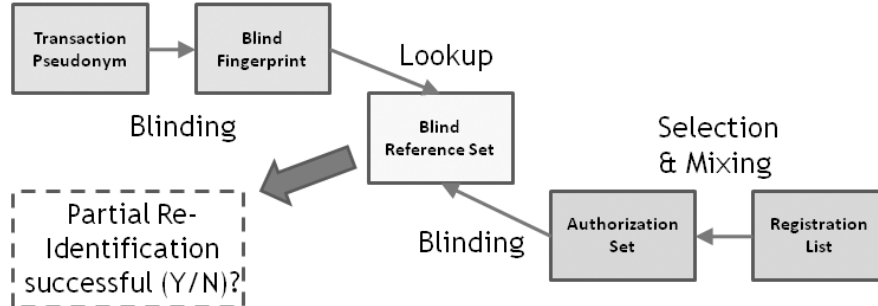 Transaction
Pseudonym
Blind
Fingerprint
Lookup
Blinding
Blind
Reference Set
Selection
& Mixing
Partial Re-
Identification
successful (Y/N)?
Blinding
Authorization
Set
Registration
List